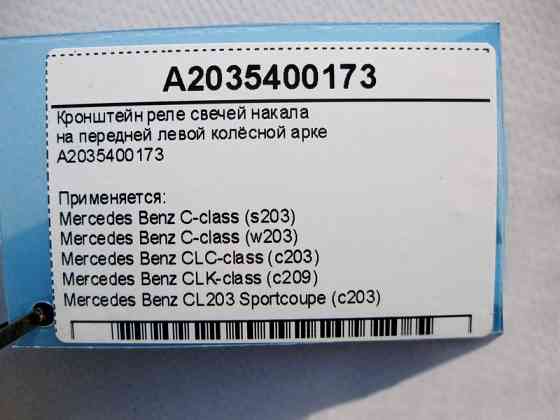 A2035400173
Кронштейн реле свечей накала
на передней левой колёсной арке
A2035400173
Применяется:
Mercedes Benz C-class (s203)
Mercedes Benz C-class (w203)
Mercedes Benz CLC-class (c203)
Mercedes Benz CLK-class (c209)
Mercedes Benz CL203 Sportcoupe (c203)